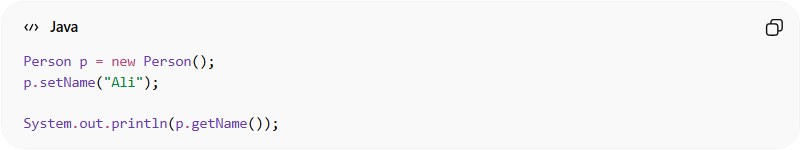 Java
Person p = new Person();
p.setName("Ali");
System.out.println(p.getName());